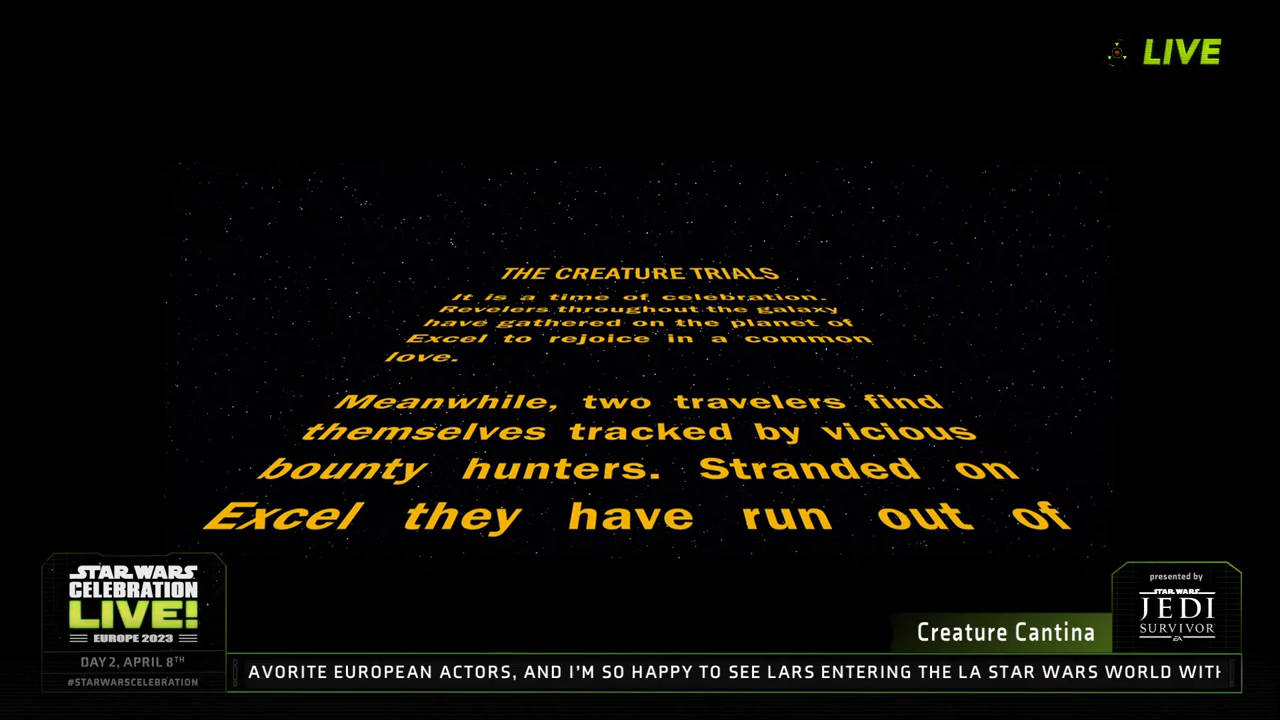 LIVE
THE CREATURE TRIALS
It is a time of celebration.
Revelers throughout the galaxy
have gathered on the planet of
Excel to rejoice in a common
love.
Meanwhile, two travelers find
themselves tracked by vicious
bounty hunters. Stranded on
Excel they have run out of
STAR WARS
CELEBRATION
LIVE!
EUROPE 2023
DAY 2, APRIL 8TH
#STARWARSCELEBRATION
presented by
STAR WARS
JEDI
SURVIVOR
EA
Creature Cantina
AVORITE EUROPEAN ACTORS, AND I'M SO HAPPY TO SEE LARS ENTERING THE LA STAR WARS WORLD WITH